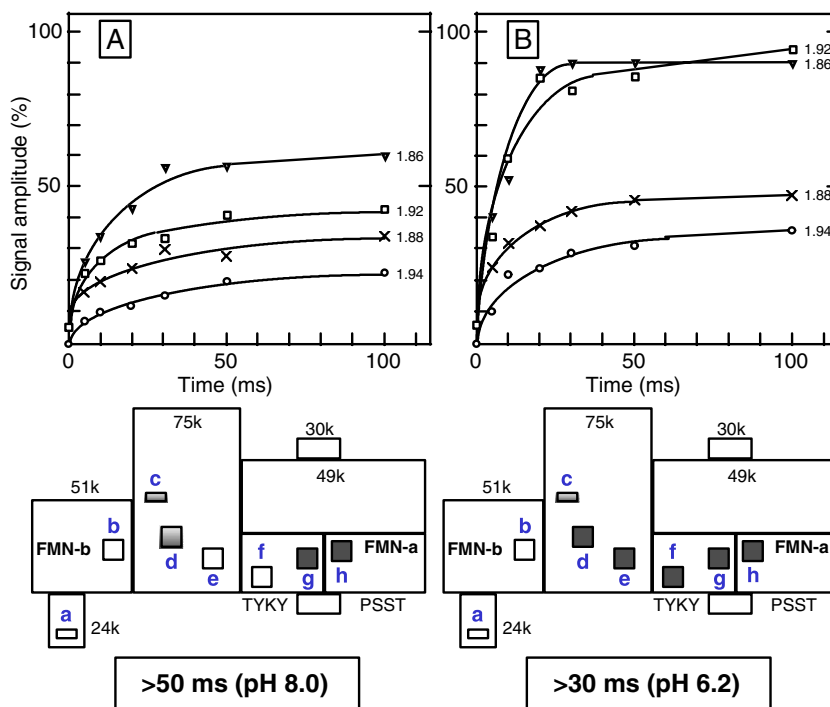 100
A
Signal amplitude (%)
50
1.86
1.92
1.88
1.94
0
50
100
Time (ms)
100
B
1.92
1.86
50
1.88
1.94
0
50
100
Time (ms)
75k
30k
51k
c
49k
b
FMN-b
d
e
f
g
h
FMN-a
TYKY
PSST
a
24k
>50 ms (pH 8.0)
75k
30k
51k
c
49k
b
FMN-b
d
e
f
g
h
FMN-a
TYKY
PSST
a
24k
>30 ms (pH 6.2)